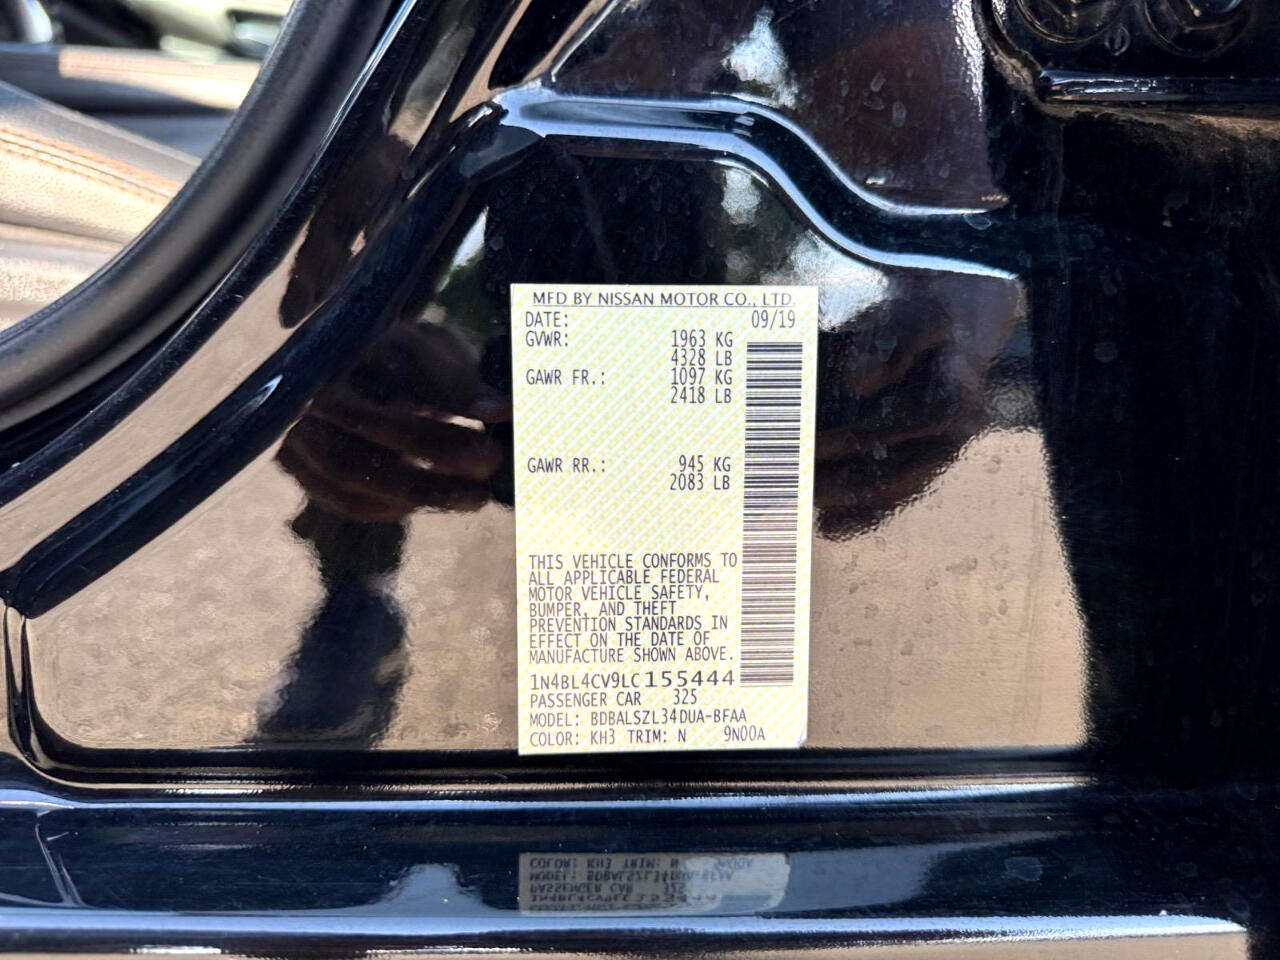 MFD BY NISSAN MOTOR CO., LTD.
DATE: 09/19
GVWR: 1963 KG
4328 LB
GAWR FR.: 1097 KG
2418 LB
GAWR RR.: 945 KG
2083 LB
THIS VEHICLE CONFORMS TO
ALL APPLICABLE FEDERAL
MOTOR VEHICLE SAFETY,
BUMPER, AND THEFT
PREVENTION STANDARDS IN
EFFECT ON THE DATE OF
MANUFACTURE SHOWN ABOVE.
1N4BL4CV9LC155444
PASSENGER CAR 325
MODEL: BDBALSZL34DUA-BFAA
COLOR: KH3 TRIM: N 9N00A